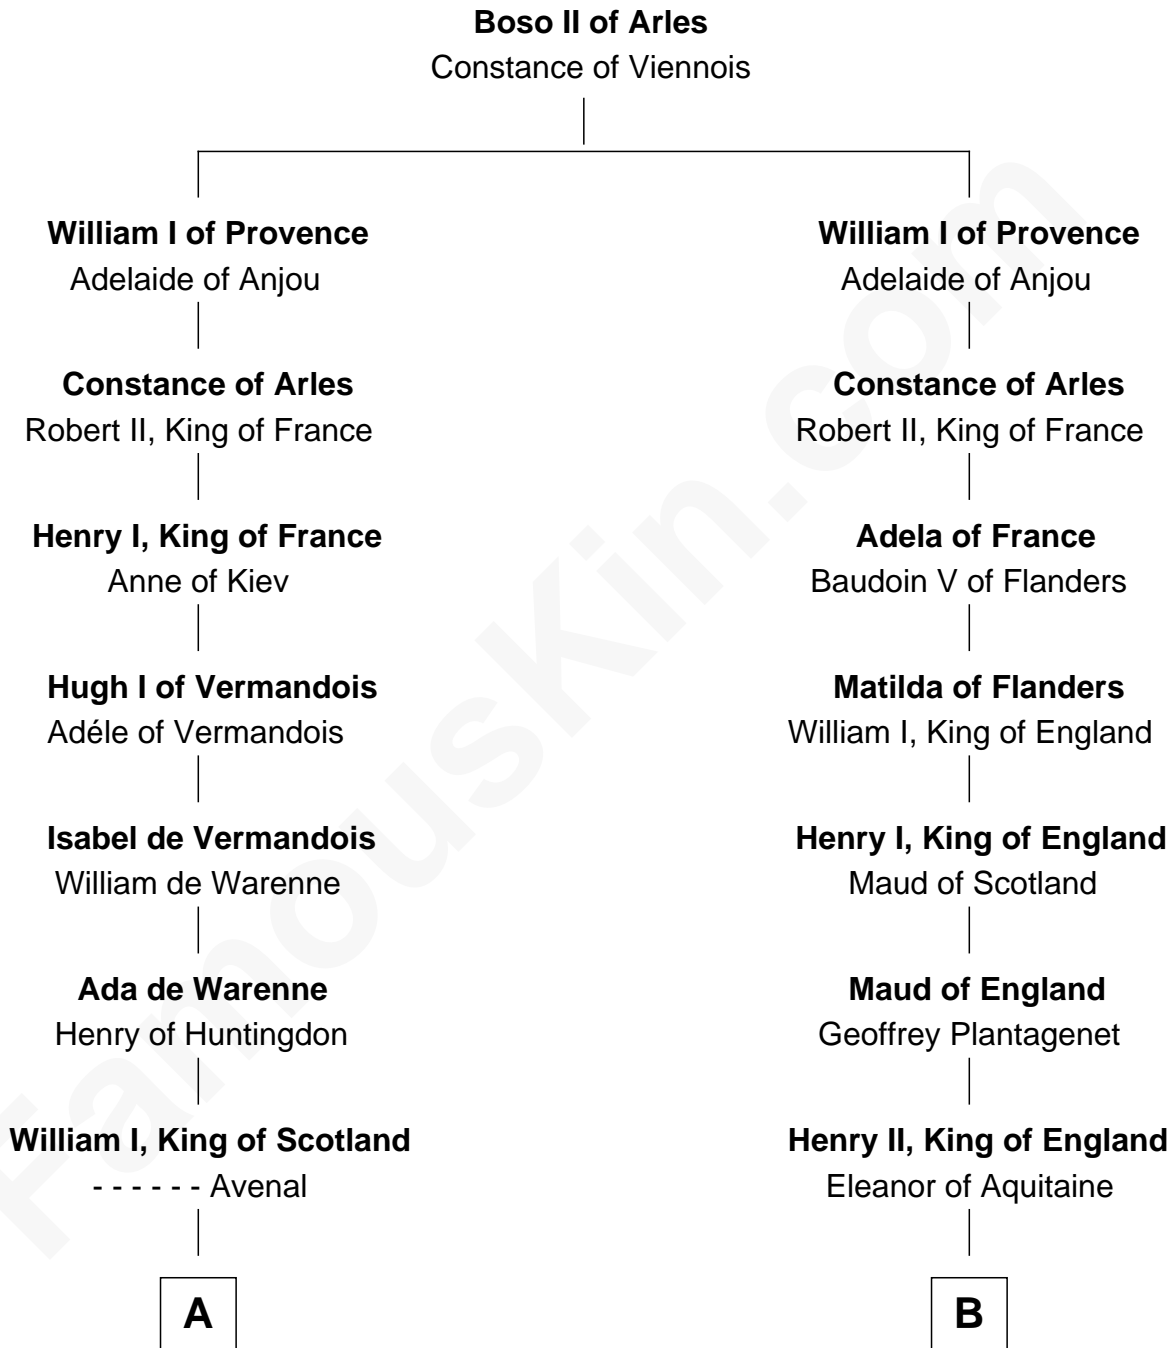 Boso II of Arles
Constance of Viennois
William I of Provence
Adelaide of Anjou
Constance of Arles
Robert II, King of France
Henry I, King of France
Anne of Kiev
Hugh I of Vermandois
Adéle of Vermandois
Isabel de Vermandois
William de Warenne
Ada de Warenne
Henry of Huntingdon
William I, King of Scotland
- - - - - - Avenal
A
William I of Provence
Adelaide of Anjou
Constance of Arles
Robert II, King of France
Adela of France
Baudoin V of Flanders
Matilda of Flanders
William I, King of England
Henry I, King of England
Maud of Scotland
Maud of England
Geoffrey Plantagenet
Henry II, King of England
Eleanor of Aquitaine
B
FamousKin.com